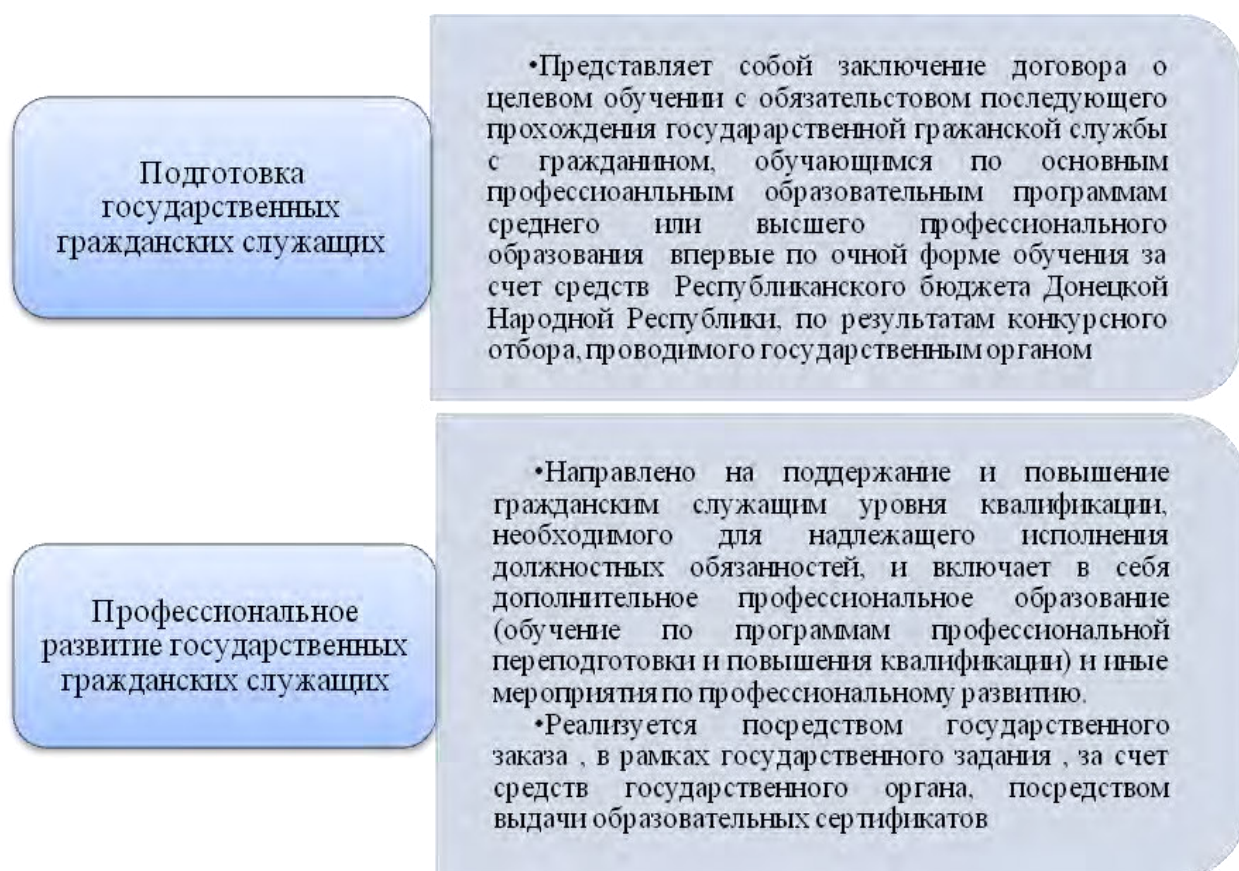 Подготовка
государственных
гражданских служащих
•Представляет собой заключение договора о
целевом обучении с обязательстовом последующего
прохождения государарственной гражанской службы
с гражданином, обучающимся по основным
профессиоанльным образовательным программам
среднего или высшего профессионального
образования впервые по очной форме обучения за
счет средств Республиканского бюджета Донецкой
Народной Республики, по результатам конкурсного
отбора, проводимого государственным органом
Профессиональное
развитие государственных
гражданских служащих
•Направлено на поддержание и повышение
гражданским служащим уровня квалификации,
необходимого для надлежащего исполнения
должностных обязанностей, и включает в себя
дополнительное профессиональное образование
(обучение по программам профессиональной
переподготовки и повышения квалификации) и иные
мероприятия по профессиональному развитию.
•Реализуется посредством государственного
заказа , в рамках государственного задания , за счет
средств государственного органа, посредством
выдачи образовательных сертификатов